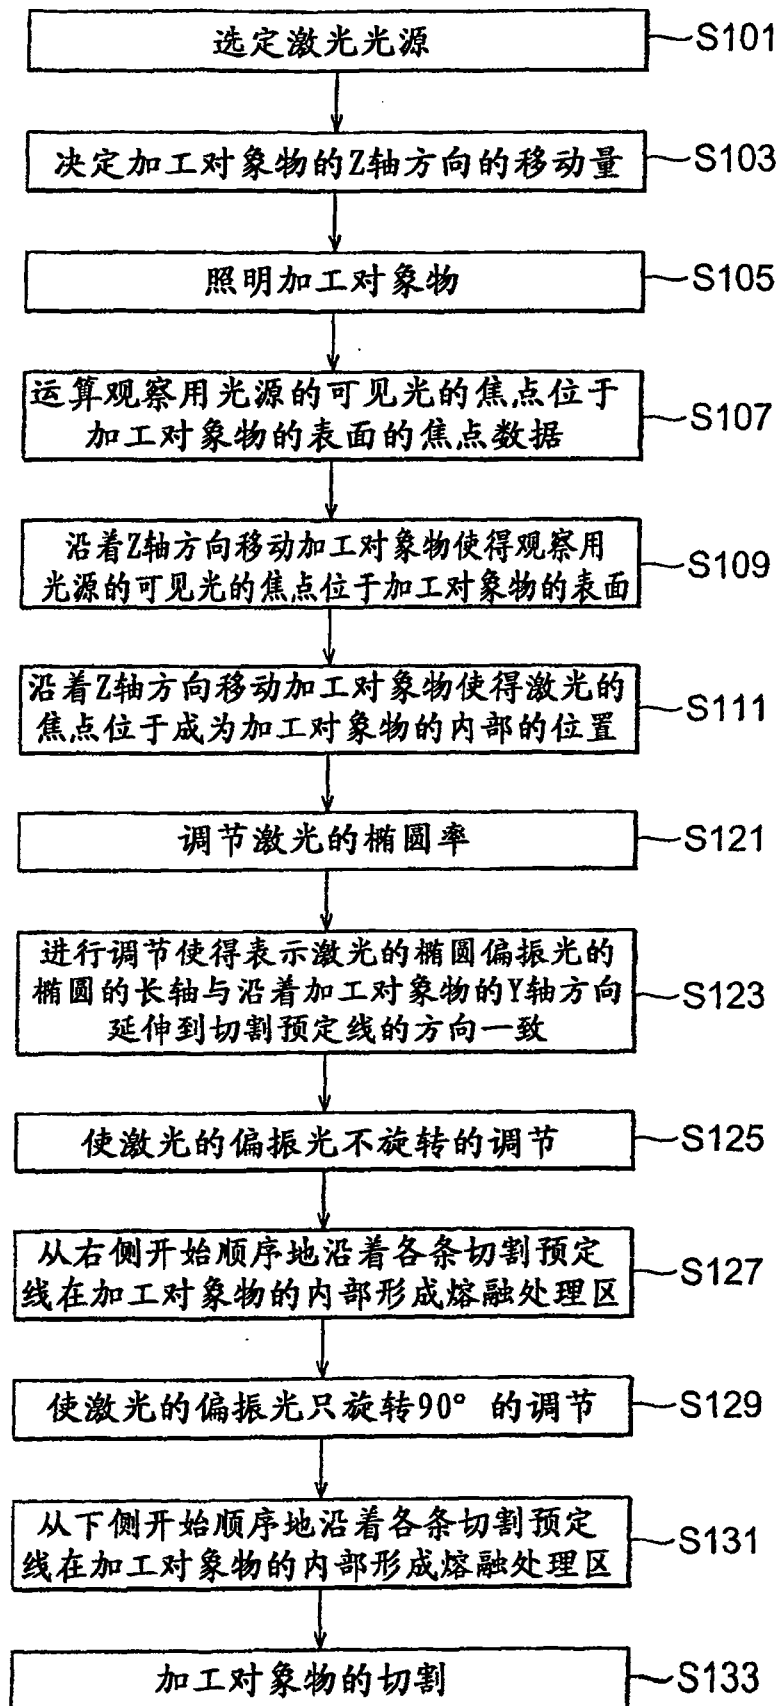 选定激光光源
S101
决定加工对象物的Z轴方向的移动量
S103
照明加工对象物
S105
运算观察用光源的可见光的焦点位于
加工对象物的表面的焦点数据
S107
沿着Z轴方向移动加工对象物使得观察用
光源的可见光的焦点位于加工对象物的表面
S109
沿着Z轴方向移动加工对象物使得激光的
焦点位于成为加工对象物的内部的位置
S111
调节激光的椭圆率
S121
进行调节使得表示激光的椭圆偏振光的
椭圆的长轴与沿着加工对象物的Y轴方向
延伸到切割预定线的方向一致
S123
使激光的偏振光不旋转的调节
S125
从右侧开始顺序地沿着各条切割预定
线在加工对象物的内部形成熔融处理区
S127
使激光的偏振光只旋转90°的调节
S129
从下侧开始顺序地沿着各条切割预定
线在加工对象物的内部形成熔融处理区
S131
加工对象物的切割
S133